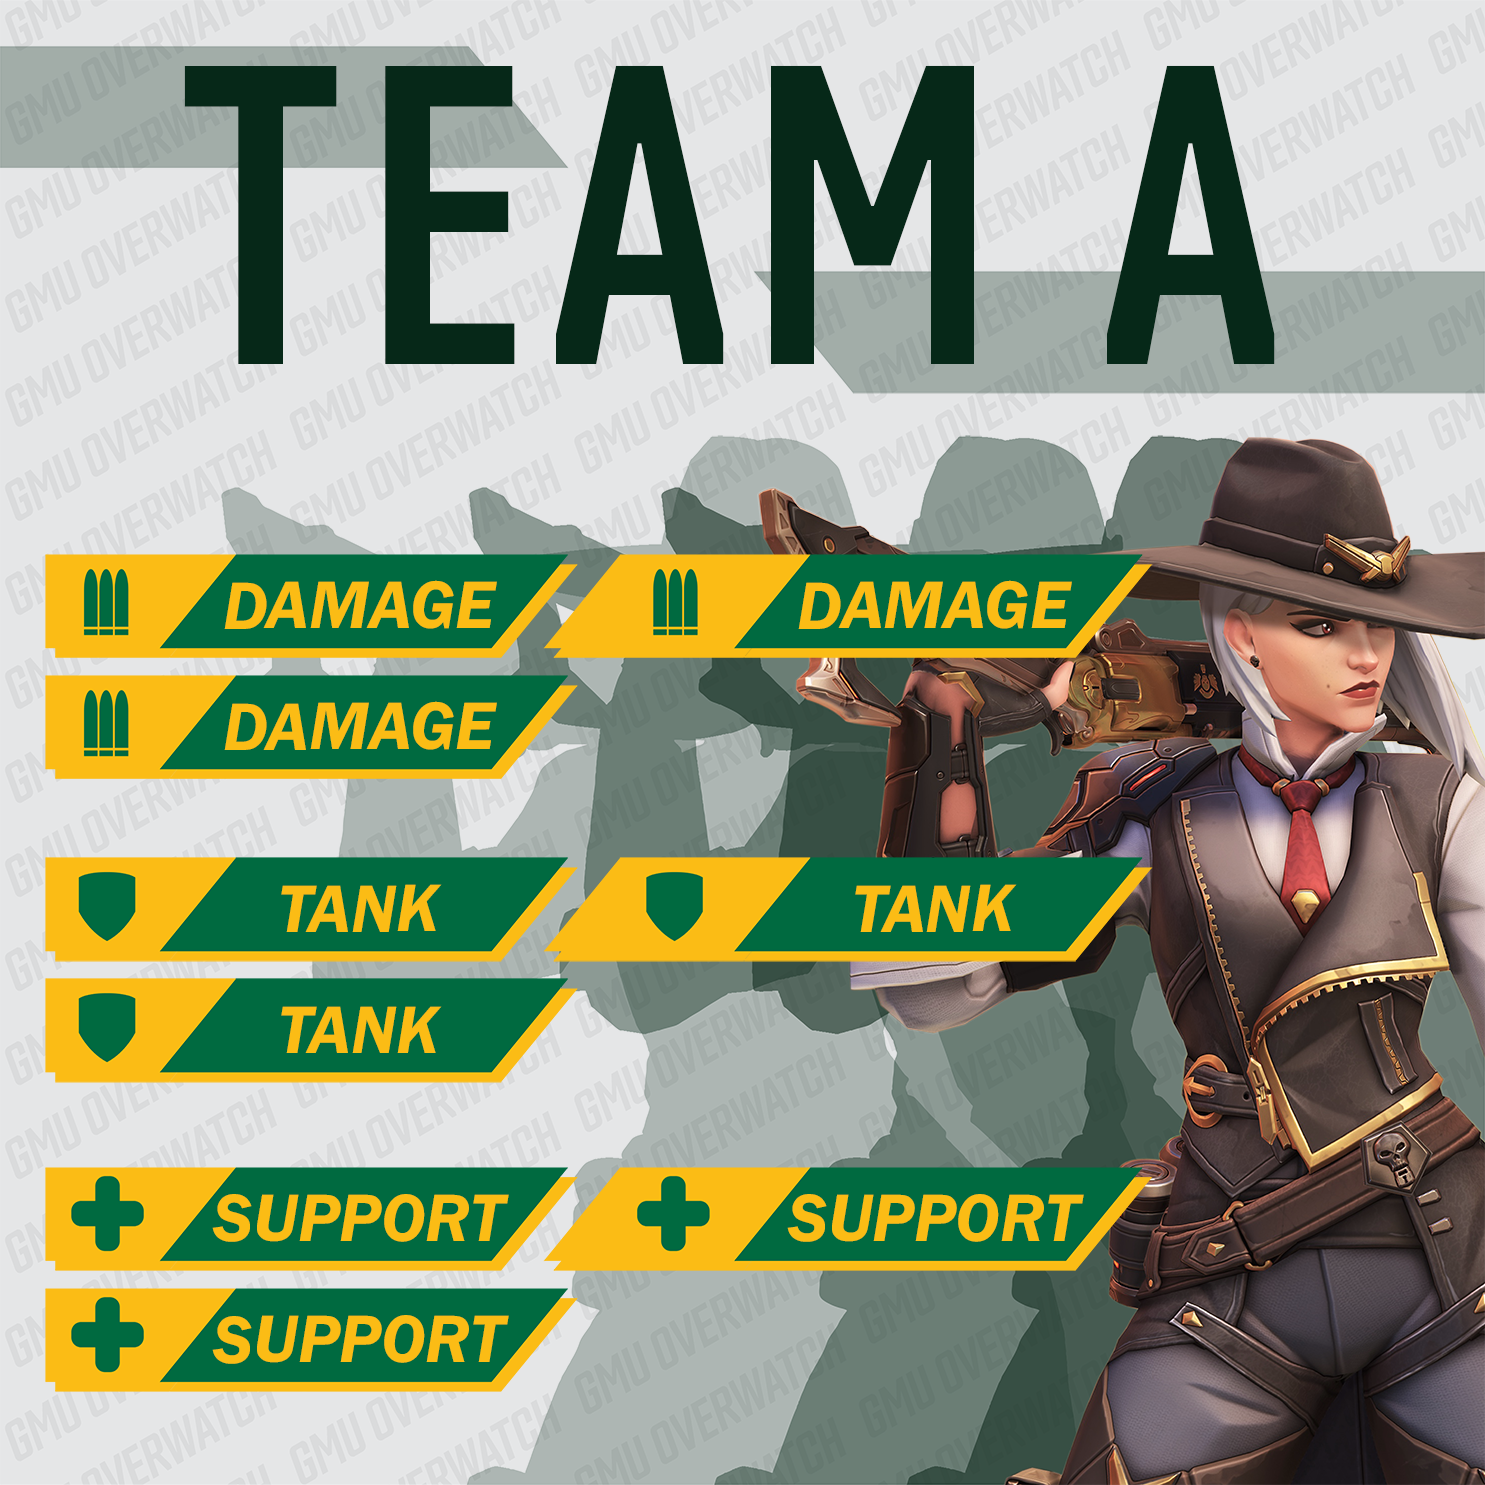 TEAM A
DAMAGE DAMAGE
DAMAGE
TANK TANK
TANK
SUPPORT SUPPORT
SUPPORT
GMU OVERWATCH